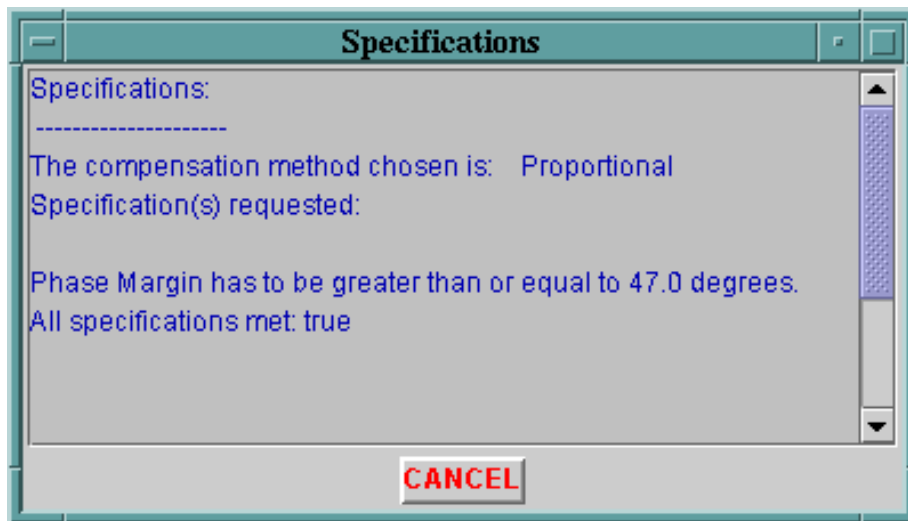 Specifications
Specifications:
---------------------
The compensation method chosen is: Proportional
Specification(s) requested:
Phase Margin has to be greater than or equal to 47.0 degrees.
All specifications met: true
CANCEL